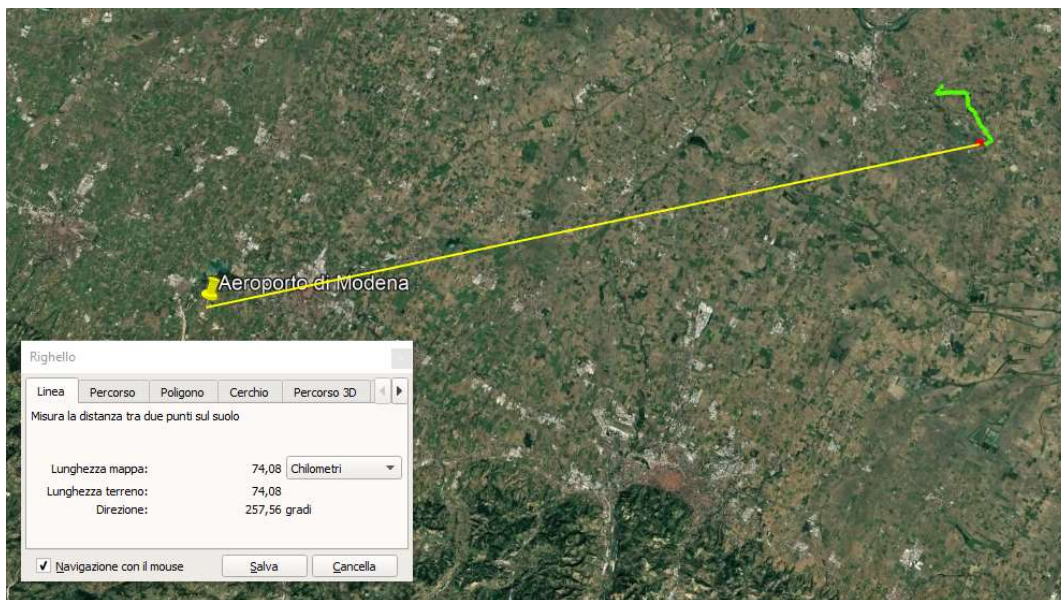 Aeroporto di Modena
Righello
Linea Percorso Poligono Cerchio Percorso 3D
Misura la distanza tra due punti sul suolo
Lunghezza mappa: 74,08 Chilometri
Lunghezza terreno: 74,08
Direzione: 257,56 gradi
Navigazione con il mouse Salva Cancella